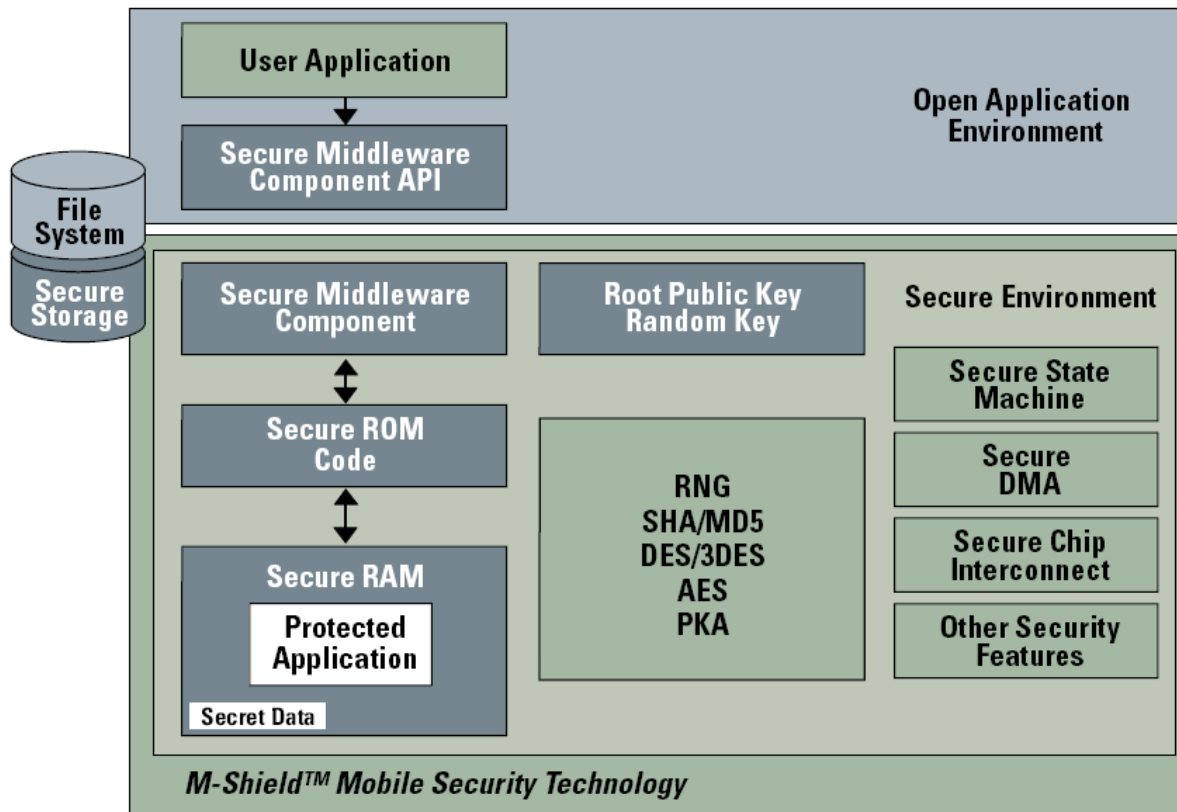 User Application
Open Application
Environment
Secure Middleware
Component API
File
System
Secure
Storage
Secure Middleware
Component
Root Public Key
Random Key
Secure Environment
Secure State
Machine
Secure ROM
Code
Secure
DMA
RNG
SHA/MD5
DES/3DES
AES
PKA
Secure Chip
Interconnect
Secure RAM
Protected
Application
Other Security
Features
Secret Data
M-Shield™ Mobile Security Technology